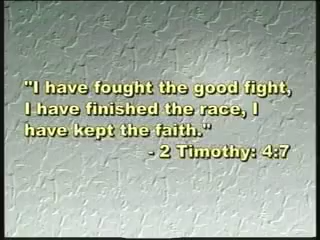 "I have fought the good fight,
I have finished the race, I
have kept the faith."
- 2 Timothy: 4:7